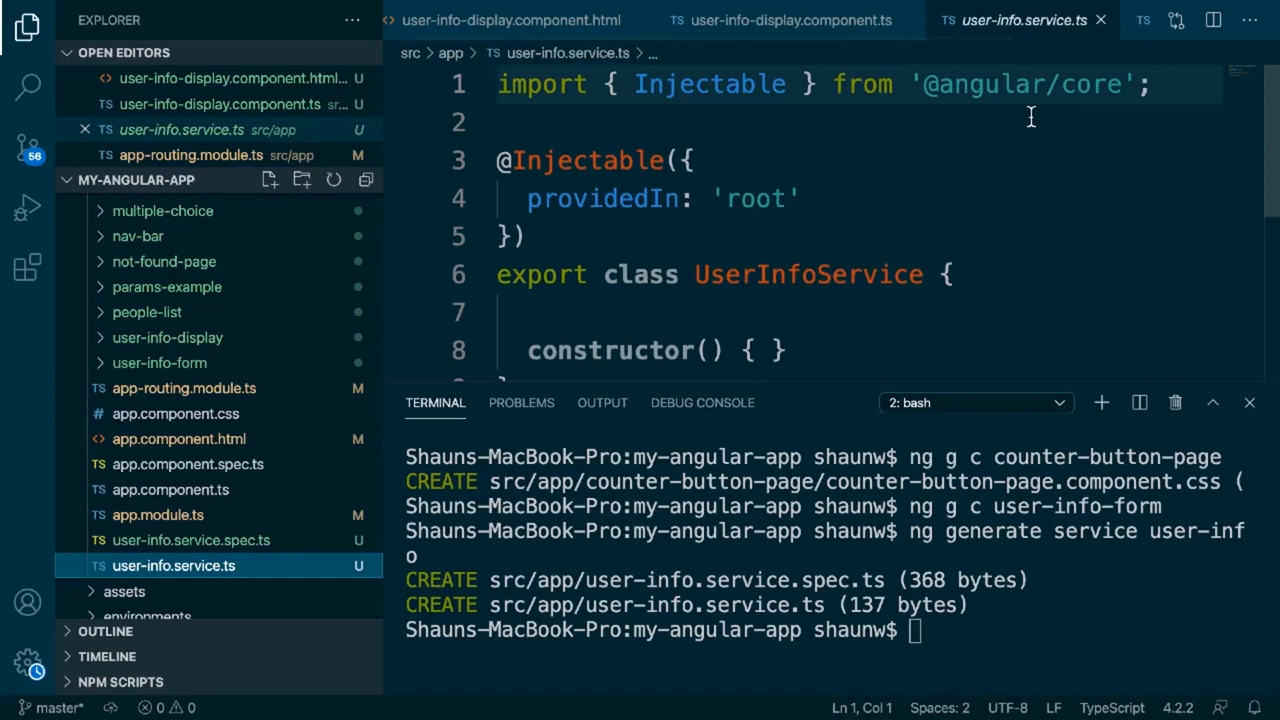 EXPLORER
OPEN EDITORS
user-info-display.component.html...
user-info-display.component.ts sr...
TS user-info.service.ts src/app U
TS app-routing.module.ts src/app M
MY-ANGULAR-APP
multiple-choice
nav-bar
not-found-page
params-example
people-list
user-info-display
user-info-form
TS app-routing.module.ts M
# app.component.css
<> app.component.html M
TS app.component.spec.ts
TS app.component.ts
TS app.module.ts M
TS user-info.service.spec.ts U
TS user-info.service.ts U
assets
environments
OUTLINE
TIMELINE
NPM SCRIPTS
56
user-info-display.component.html
TS user-info-display.component.ts
TS user-info.service.ts
TS
src > app > TS user-info.service.ts > ...
1 import { Injectable } from '@angular/core';
2
3 @Injectable({
4 providedIn: 'root'
5 })
6 export class UserInfoService {
7
8 constructor() { }
TERMINAL PROBLEMS OUTPUT DEBUG CONSOLE 2: bash
Shauns-MacBook-Pro:my-angular-app shaunw$ ng g c counter-button-page
CREATE src/app/counter-button-page/counter-button-page.component.css (
Shauns-MacBook-Pro:my-angular-app shaunw$ ng g c user-info-form
Shauns-MacBook-Pro:my-angular-app shaunw$ ng generate service user-inf
o
CREATE src/app/user-info.service.spec.ts (368 bytes)
CREATE src/app/user-info.service.ts (137 bytes)
Shauns-MacBook-Pro:my-angular-app shaunw$
master* 0 0 Ln 1, Col 1 Spaces: 2 UTF-8 LF TypeScript 4.2.2